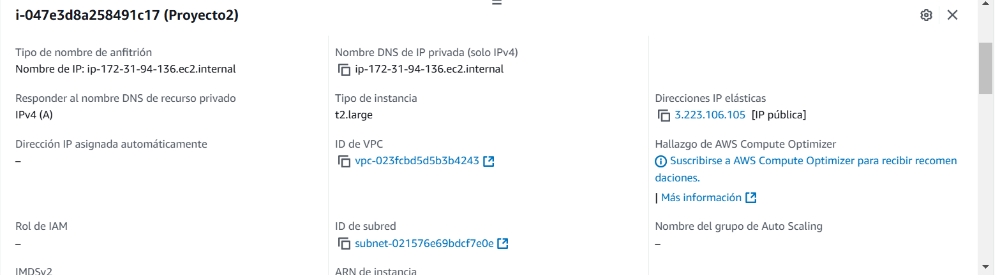 i-047e3d8a258491c17 (Proyecto2)
Tipo de nombre de anfitrión
Nombre de IP: ip-172-31-94-136.ec2.internal
Nombre DNS de IP privada (solo IPv4)
ip-172-31-94-136.ec2.internal
Responder al nombre DNS de recurso privado
IPv4 (A)
Tipo de instancia
t2.large
Direcciones IP elásticas
3.223.106.105 [IP pública]
Dirección IP asignada automáticamente
–
ID de VPC
vpc-023fcbd5d5b3b4243
Hallazgo de AWS Compute Optimizer
Suscribirse a AWS Compute Optimizer para recibir recomen
daciones.
| Más información
Rol de IAM
–
ID de subred
subnet-021576e69bdcf7e0e
Nombre del grupo de Auto Scaling
–
IMDSv2
ARN de instancia